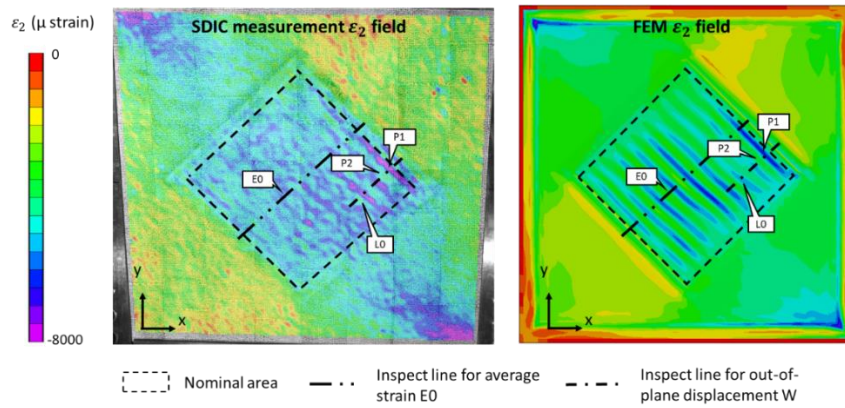 ε₂ (μ strain)
0
-8000
SDIC measurement ε₂ field
P1
P2
E0
L0
y
x
FEM ε₂ field
P1
P2
E0
L0
y
x
Nominal area
Inspect line for average
strain E0
Inspect line for out-of-
plane displacement W